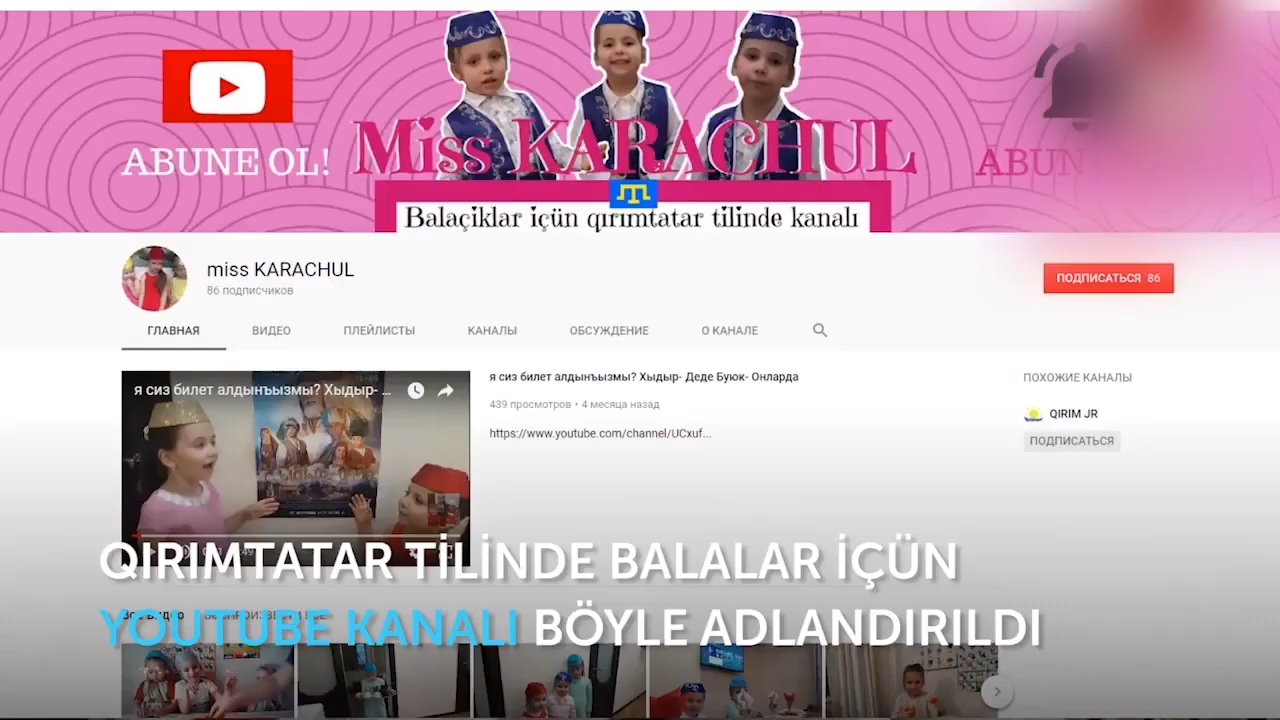 ABUNE OL!
Miss KARACHUL
ABUN
Balaçiklar içün qırımtatar tilinde kanalı
miss KARACHUL
86 подписчиков
ПОДПИСАТЬСЯ 86
ГЛАВНАЯ
ВИДЕО
ПЛЕЙЛИСТЫ
КАНАЛЫ
ОБСУЖДЕНИЕ
О КАНАЛЕ
я сиз билет алдынъызмы? Хыдыр- ...
я сиз билет алдынъызмы? Хыдыр- Деде Буюк- Онларда
439 просмотров • 4 месяца назад
https://www.youtube.com/channel/UCxuf...
ПОХОЖИЕ КАНАЛЫ
QIRIM JR
ПОДПИСАТЬСЯ
QIRIMTATAR TİLİNDE BALALAR İÇÜN
YOUTUBE KANALI BÖYLE ADLANDIRILDI